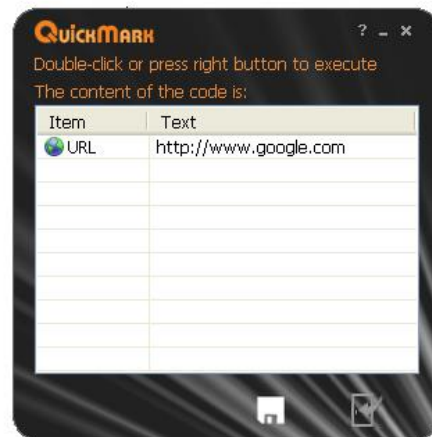 QuickMark ? – ×
Double-click or press right button to execute
The content of the code is:
Item Text
URL http://www.google.com